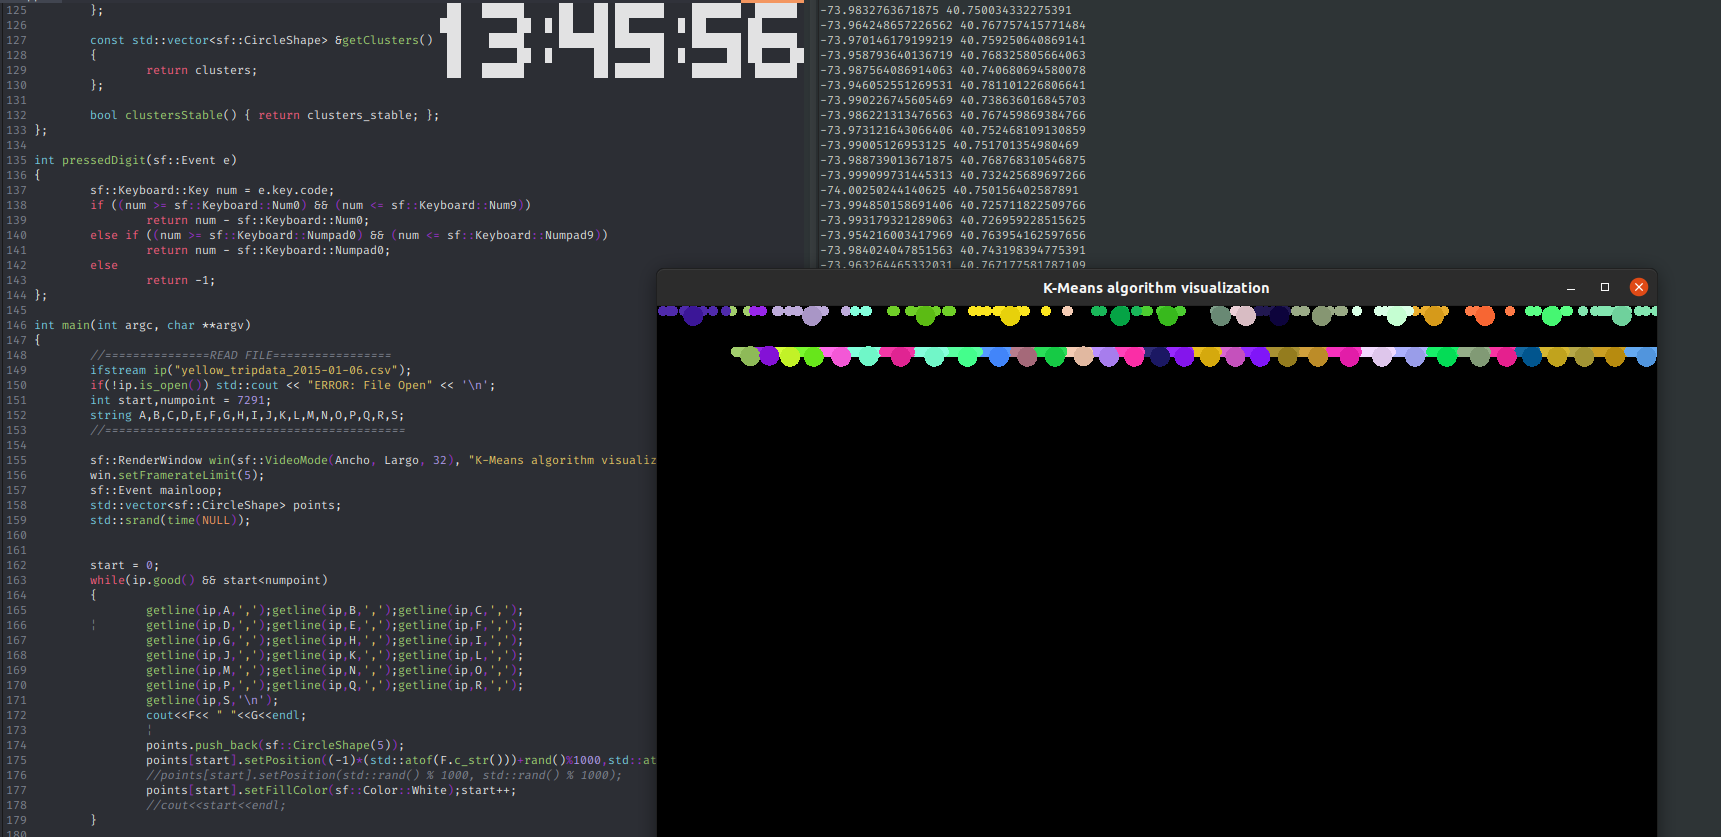 125 };
126
127 const std::vector<sf::CircleShape> &getClusters()
128 {
129 return clusters;
130 };
131
132 bool clustersStable() { return clusters_stable; };
133 };
134
135 int pressedDigit(sf::Event e)
136 {
137 sf::Keyboard::Key num = e.key.code;
138 if ((num >= sf::Keyboard::Num0) && (num <= sf::Keyboard::Num9))
139 return num - sf::Keyboard::Num0;
140 else if ((num >= sf::Keyboard::Numpad0) && (num <= sf::Keyboard::Numpad9))
141 return num - sf::Keyboard::Numpad0;
142 else
143 return -1;
144 };
145
146 int main(int argc, char **argv)
147 {
148 //===============READ FILE=================
149 ifstream ip("yellow_tripdata_2015-01-06.csv");
150 if(!ip.is_open()) std::cout << "ERROR: File Open" << '\n';
151 int start,numpoint = 7291;
152 string A,B,C,D,E,F,G,H,I,J,K,L,M,N,O,P,Q,R,S;
153 //===========================================
154
155 sf::RenderWindow win(sf::VideoMode(Ancho, Largo, 32), "K-Means algorithm visualiz
156 win.setFramerateLimit(5);
157 sf::Event mainloop;
158 std::vector<sf::CircleShape> points;
159 std::srand(time(NULL));
160
161
162 start = 0;
163 while(ip.good() && start<numpoint)
164 {
165 getline(ip,A,',');getline(ip,B,',');getline(ip,C,',');
166 getline(ip,D,',');getline(ip,E,',');getline(ip,F,',');
167 getline(ip,G,',');getline(ip,H,',');getline(ip,I,',');
168 getline(ip,J,',');getline(ip,K,',');getline(ip,L,',');
169 getline(ip,M,',');getline(ip,N,',');getline(ip,O,',');
170 getline(ip,P,',');getline(ip,Q,',');getline(ip,R,',');
171 getline(ip,S,'\n');
172 cout<<F<< " "<<G<<endl;
173
174 points.push_back(sf::CircleShape(5));
175 points[start].setPosition((-1)*(std::atof(F.c_str()))+rand()%1000,std::at
176 //points[start].setPosition(std::rand() % 1000, std::rand() % 1000);
177 points[start].setFillColor(sf::Color::White);start++;
178 //cout<<start<<endl;
179 }
180
13:45:56
-73.9832763671875 40.750034332275391
-73.964248657226562 40.767757415771484
-73.970146179199219 40.759250640869141
-73.958793640136719 40.768325805664063
-73.987564086914063 40.740680694580078
-73.946052551269531 40.781101226806641
-73.990226745605469 40.738636016845703
-73.986221313476563 40.767459869384766
-73.973121643066406 40.752468109130859
-73.99005126953125 40.751701354980469
-73.988739013671875 40.768768310546875
-73.999099731445313 40.732425689697266
-74.00250244140625 40.750156402587891
-73.994850158691406 40.725711822509766
-73.993179321289063 40.726959228515625
-73.954216003417969 40.763954162597656
-73.984024047851563 40.743198394775391
-73.963264465332031 40.767177581787109
K-Means algorithm visualization